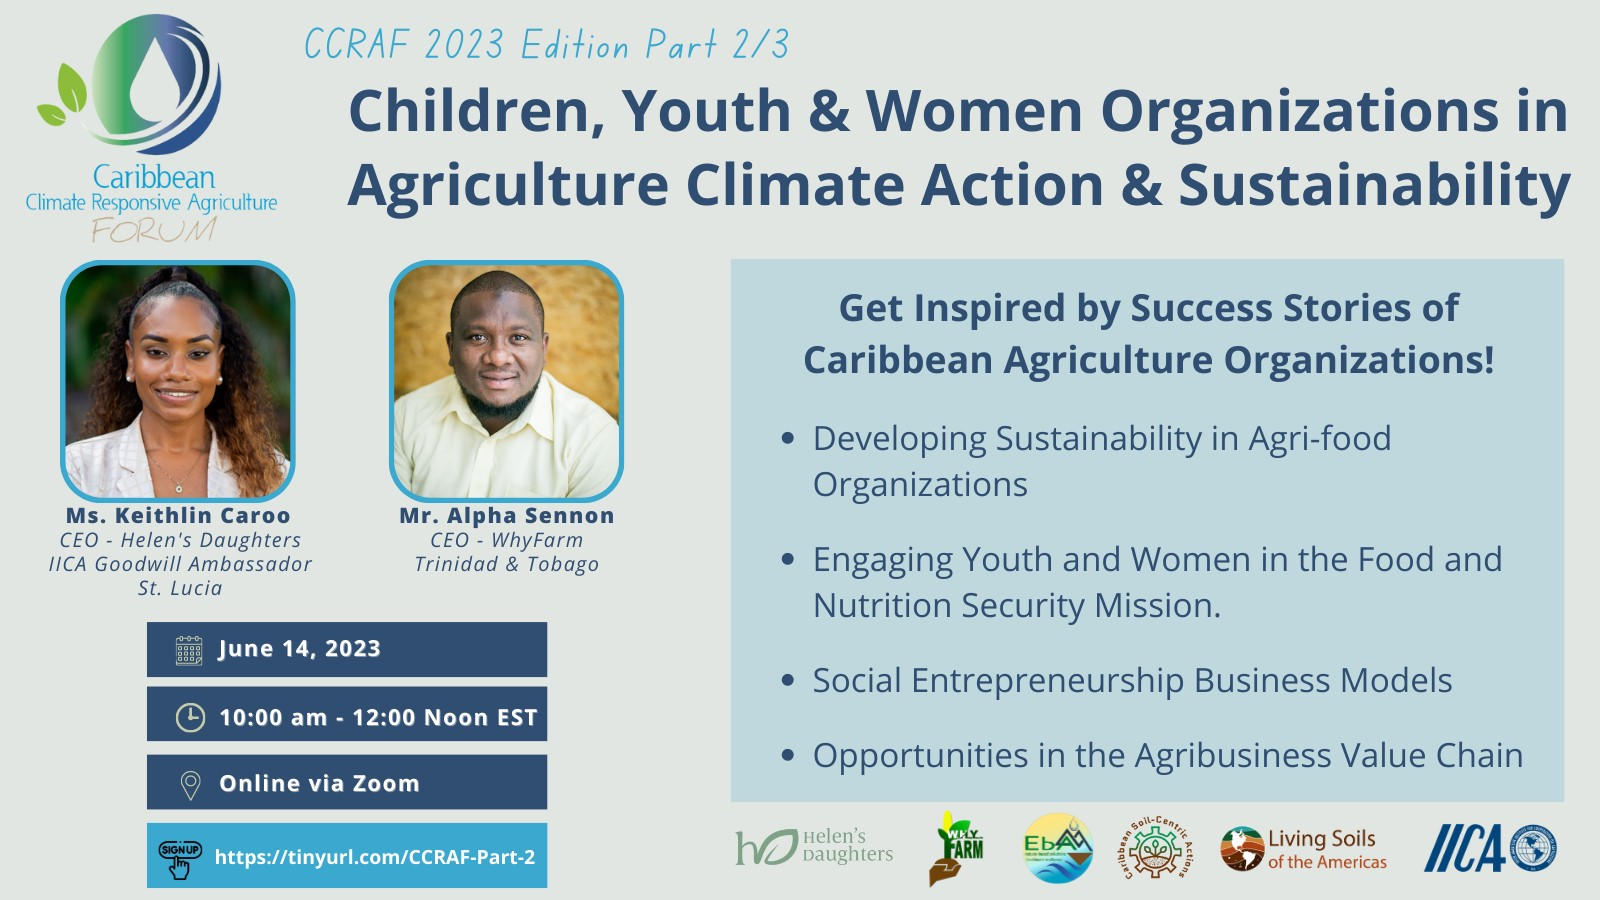 CCRAF 2023 Edition Part 2/3
Children, Youth & Women Organizations in
Agriculture Climate Action & Sustainability
Caribbean
Climate Responsive Agriculture
FORUM
Ms. Keithlin Caroo
CEO - Helen's Daughters
IICA Goodwill Ambassador
St. Lucia
Mr. Alpha Sennon
CEO - WhyFarm
Trinidad & Tobago
June 14, 2023
10:00 am - 12:00 Noon EST
Online via Zoom
SIGN UP
https://tinyurl.com/CCRAF-Part-2
Get Inspired by Success Stories of
Caribbean Agriculture Organizations!
• Developing Sustainability in Agri-food
Organizations
• Engaging Youth and Women in the Food and
Nutrition Security Mission.
• Social Entrepreneurship Business Models
• Opportunities in the Agribusiness Value Chain
Helen's
Daughters
WHY
FARM
EbA
Caribbean Soil-Centric Actions
Living Soils
of the Americas
IICA